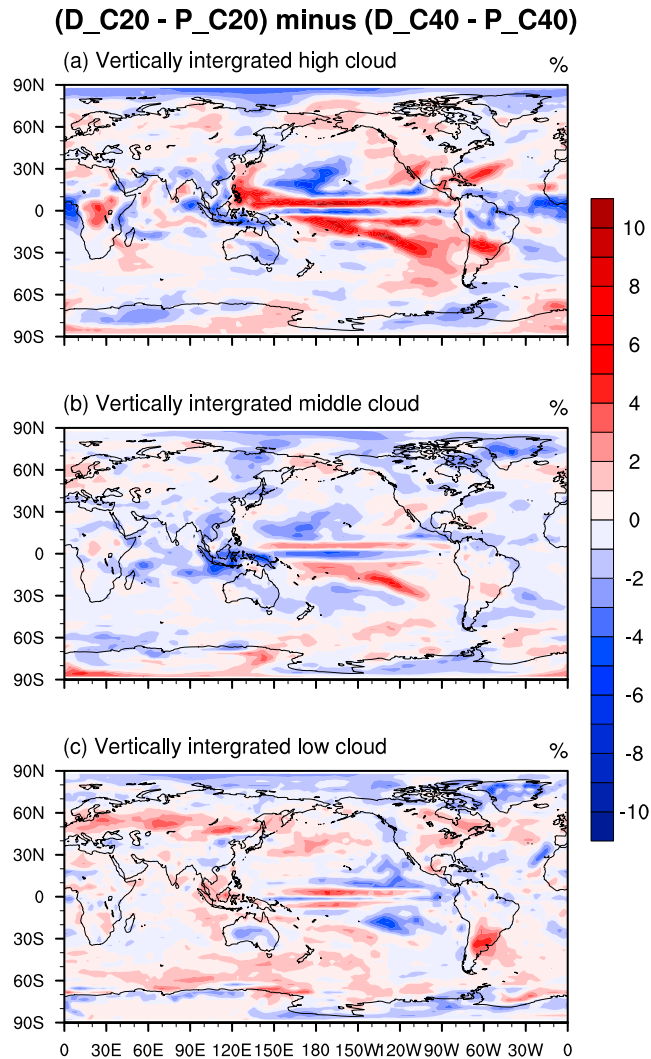 (D_C20 - P_C20) minus (D_C40 - P_C40)
(a) Vertically intergrated high cloud %
90N
60N
30N
0
30S
60S
90S
(b) Vertically intergrated middle cloud %
90N
60N
30N
0
30S
60S
90S
(c) Vertically intergrated low cloud %
90N
60N
30N
0
30S
60S
90S
0 30E 60E 90E 120E 150E 180 150W 120W 90W 60W 30W 0
10
8
6
4
2
0
-2
-4
-6
-8
-10